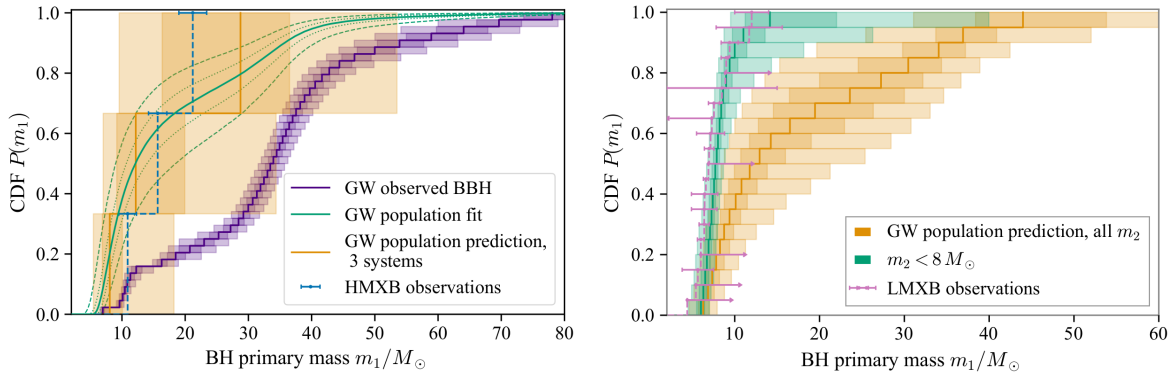 CDF P(m₁)
1.0
0.8
0.6
0.4
0.2
0.0
GW observed BBH
GW population fit
GW population prediction,
3 systems
HMXB observations
10 20 30 40 50 60 70 80
BH primary mass m₁/M⊙
CDF P(m₁)
1.0
0.8
0.6
0.4
0.2
0.0
GW population prediction, all m₂
m₂ < 8 M⊙
LMXB observations
10 20 30 40 50 60
BH primary mass m₁/M⊙